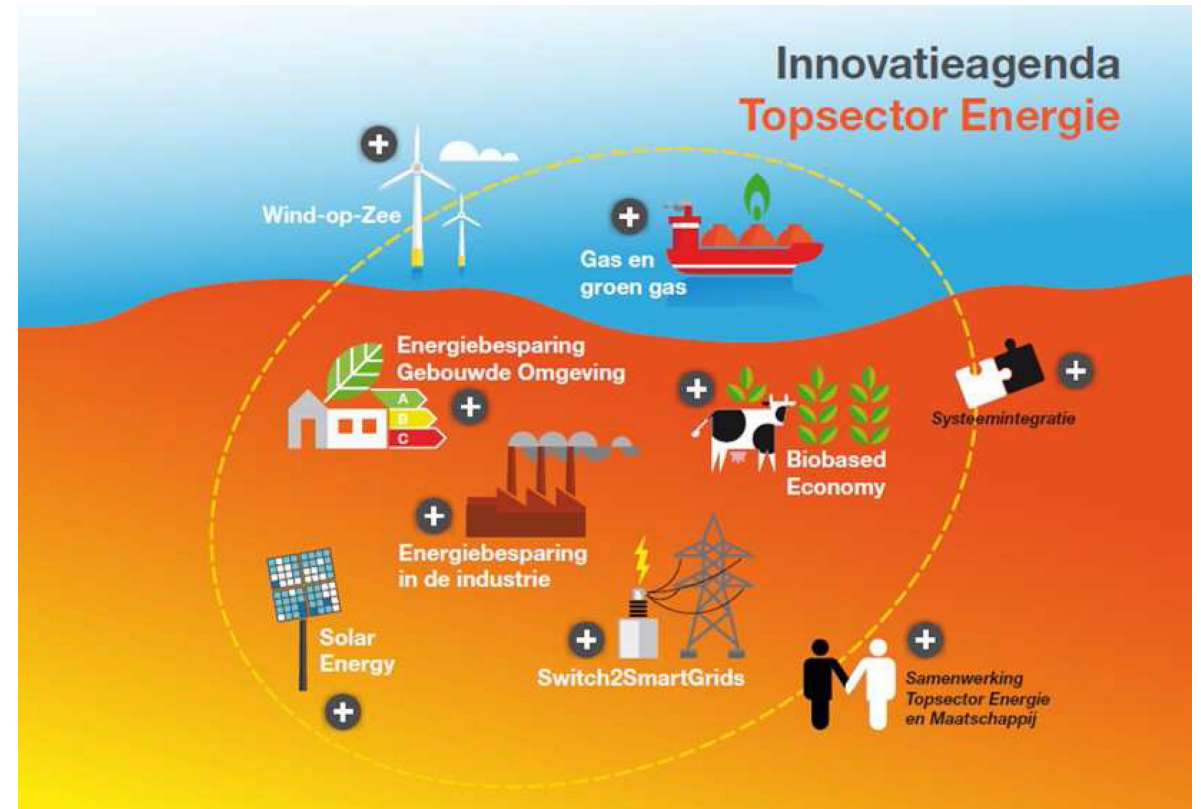 Innovatieagenda
Topsector Energie
Wind-op-Zee
Gas en
groen gas
Energiebesparing
Gebouwde Omgeving
A
B
C
Systeemintegratie
Biobased
Economy
Energiebesparing
in de industrie
Solar
Energy
Switch2SmartGrids
Samenwerking
Topsector Energie
en Maatschappij